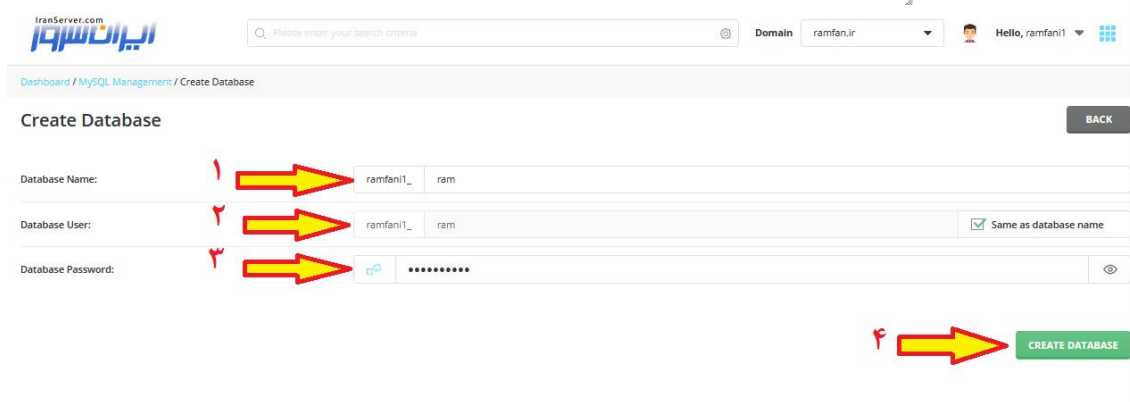 IranServer.com
ایران سرور
Please enter your search criteria
Domain
ramfan.ir
Hello, ramfani1
Dashboard / MySQL Management / Create Database
Create Database
BACK
۱
Database Name:
ramfani1_
ram
۲
Database User:
ramfani1_
ram
Same as database name
۳
Database Password:
••••••••••
۴
CREATE DATABASE